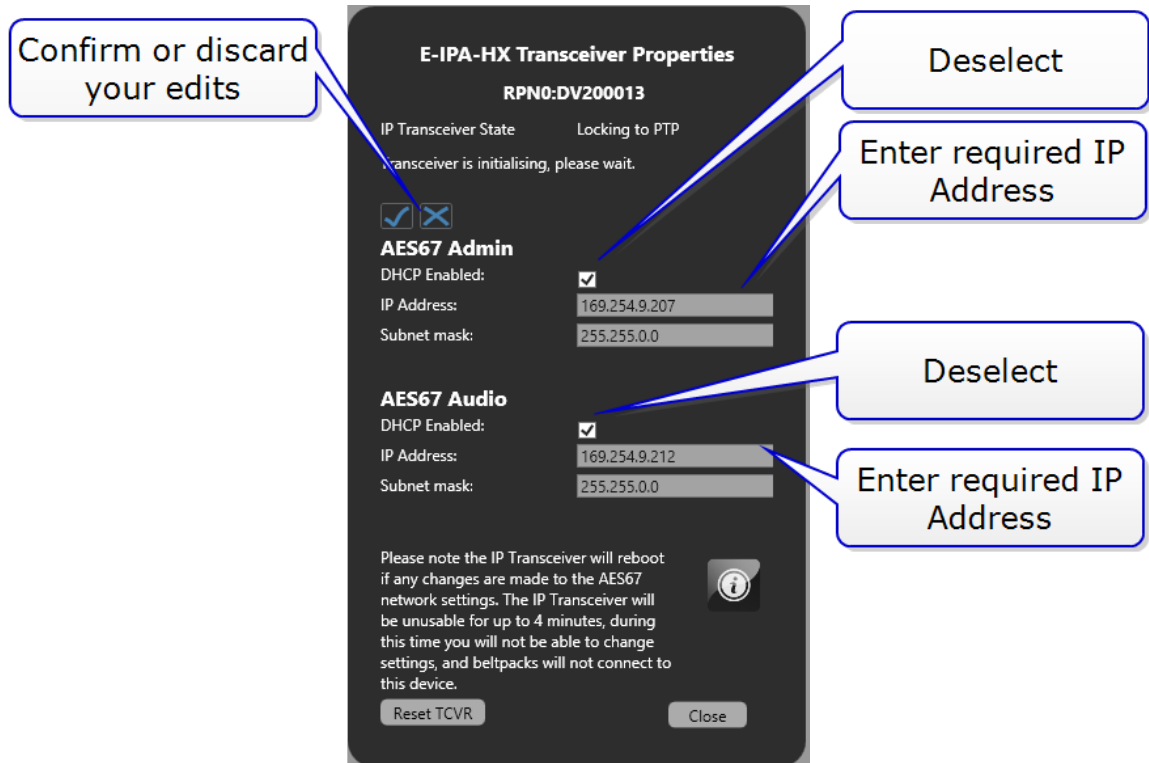 Confirm or discard
your edits
E-IPA-HX Transceiver Properties
RPN0:DV200013
IP Transceiver State Locking to PTP
Transceiver is initialising, please wait.
AES67 Admin
DHCP Enabled:
IP Address: 169.254.9.207
Subnet mask: 255.255.0.0
AES67 Audio
DHCP Enabled:
IP Address: 169.254.9.212
Subnet mask: 255.255.0.0
Please note the IP Transceiver will reboot
if any changes are made to the AES67
network settings. The IP Transceiver will
be unusable for up to 4 minutes, during
this time you will not be able to change
settings, and beltpacks will not connect to
this device.
Reset TCVR Close
Deselect
Enter required IP
Address
Deselect
Enter required IP
Address